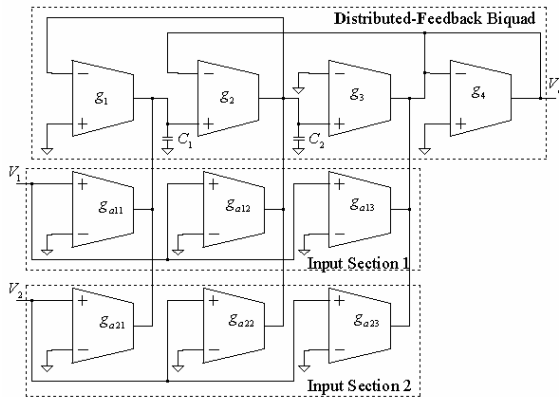 Distributed-Feedback Biquad
g1 g2 g3 g4
C1 C2
V1
ga11 ga12 ga13
Input Section 1
V2
ga21 ga22 ga23
Input Section 2